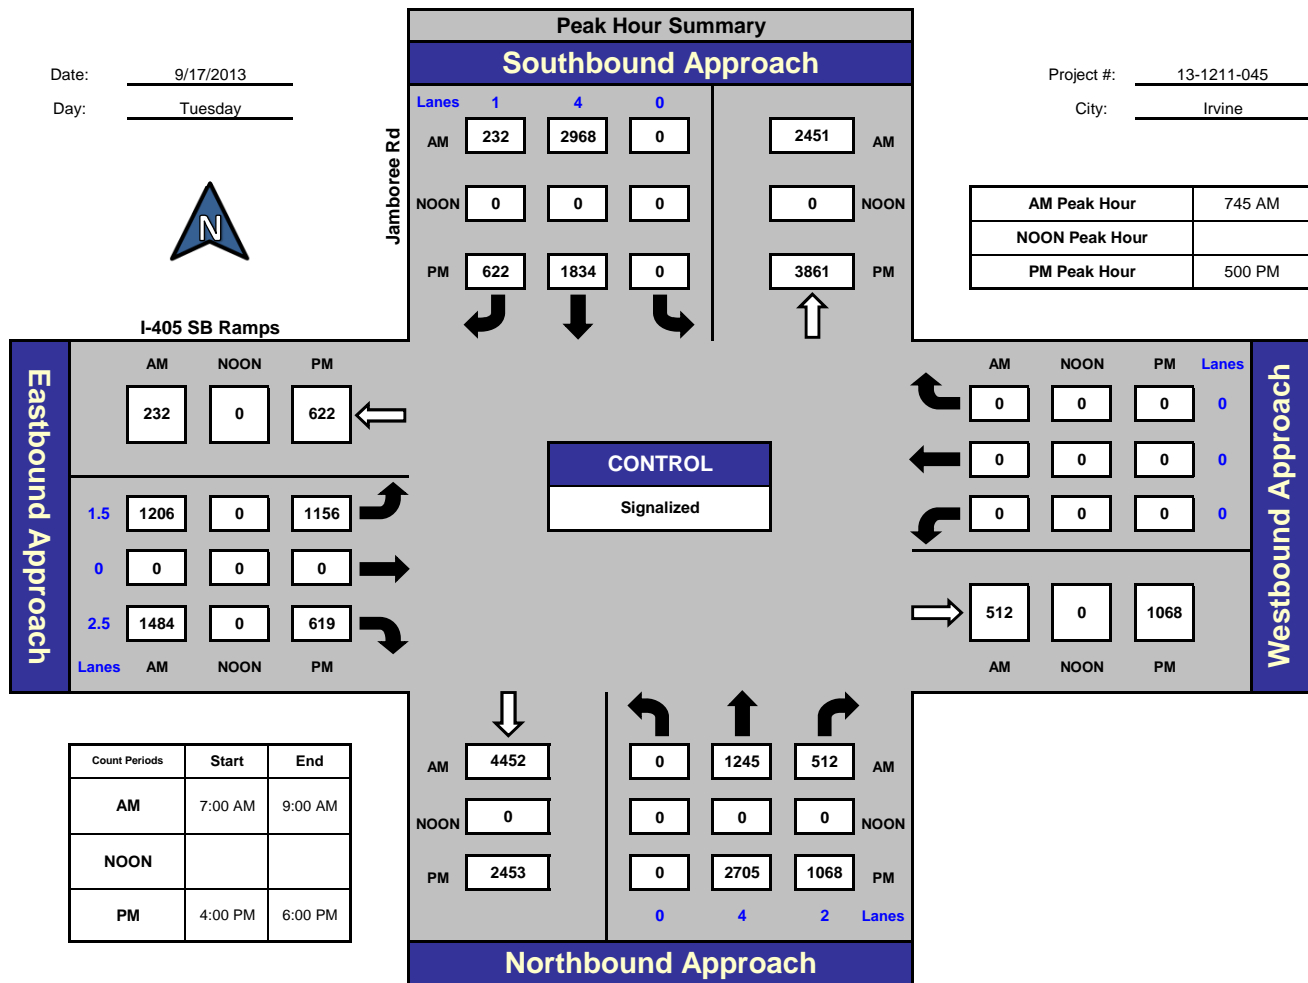 Peak Hour Summary
Southbound Approach
Date: 9/17/2013
Day: Tuesday
Project #: 13-1211-045
City: Irvine
N
Jamboree Rd
Lanes 1 4 0
AM 232 2968 0 2451 AM
NOON 0 0 0 0 NOON
PM 622 1834 0 3861 PM
AM Peak Hour 745 AM
NOON Peak Hour
PM Peak Hour 500 PM
I-405 SB Ramps
Eastbound Approach
AM NOON PM
232 0 622
1.5 1206 0 1156
0 0 0 0
2.5 1484 0 619
Lanes AM NOON PM
CONTROL
Signalized
AM NOON PM Lanes
0 0 0 0
0 0 0 0
0 0 0 0
512 0 1068
AM NOON PM
Westbound Approach
Count Periods Start End
AM 7:00 AM 9:00 AM
NOON
PM 4:00 PM 6:00 PM
AM 4452 0 1245 512 AM
NOON 0 0 0 0 NOON
PM 2453 0 2705 1068 PM
0 4 2 Lanes
Northbound Approach